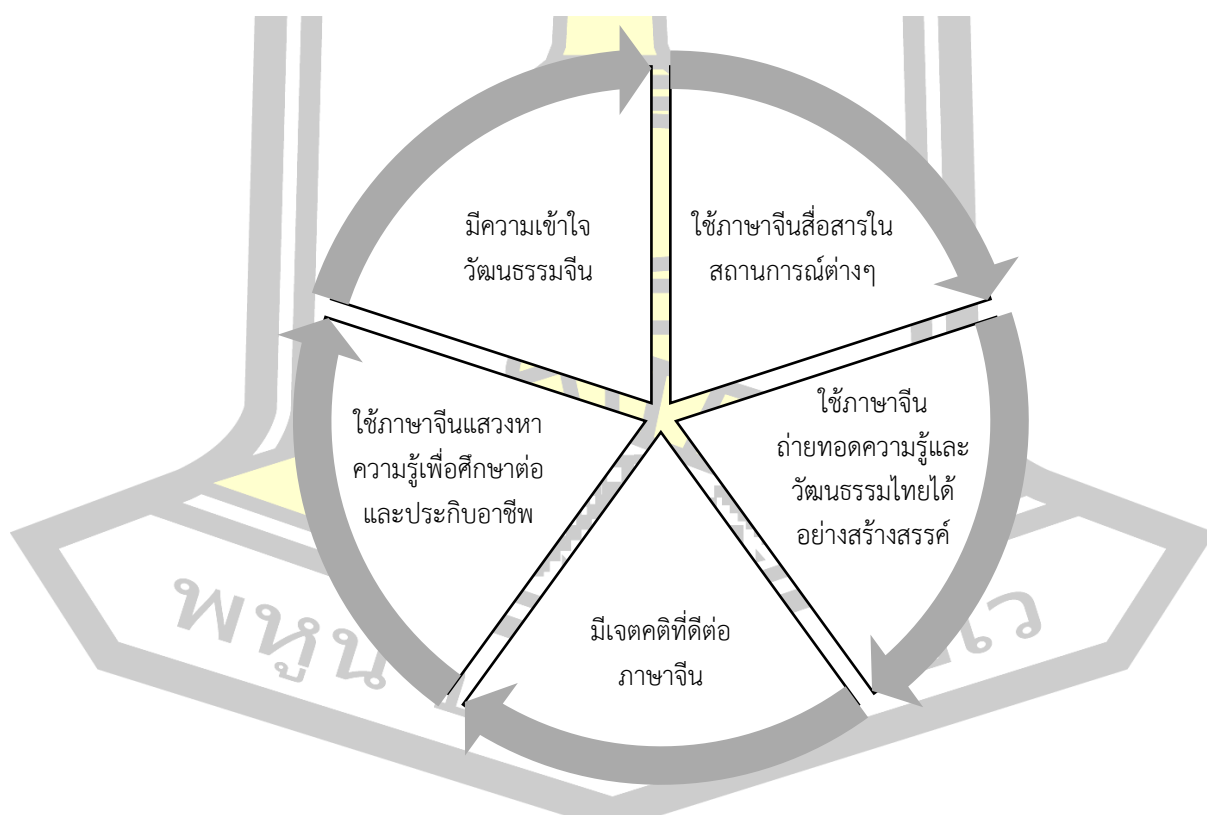 มีความเข้าใจ
วัฒนธรรมจีน
ใช้ภาษาจีนสื่อสารใน
สถานการณ์ต่างๆ
ใช้ภาษาจีน
ถ่ายทอดความรู้และ
วัฒนธรรมไทยได้
อย่างสร้างสรรค์
มีเจตคติที่ดีต่อ
ภาษาจีน
ใช้ภาษาจีนแสวงหา
ความรู้เพื่อศึกษาต่อ
และประกิบอาชีพ
พหูน